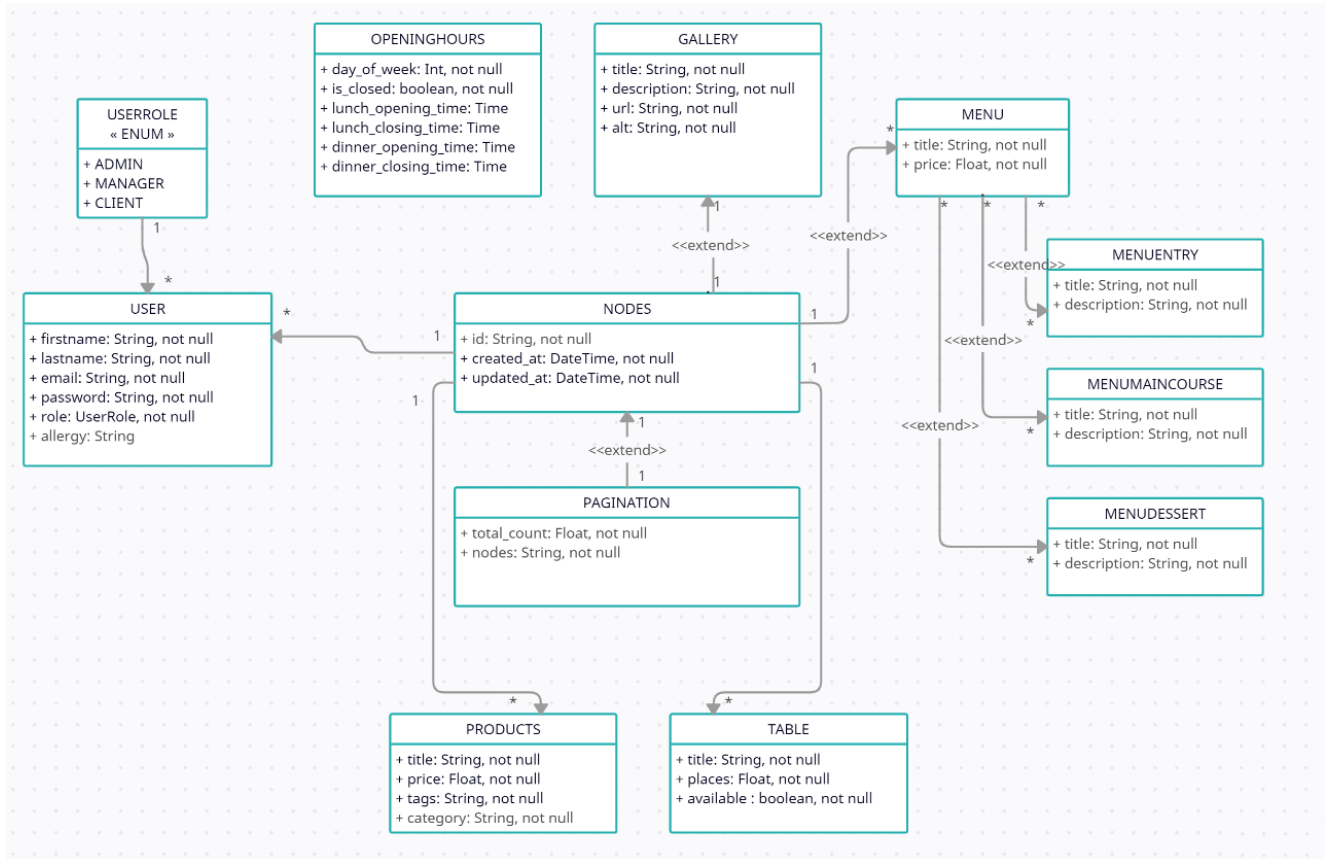 OPENINGHOURS
+ day_of_week: Int, not null
+ is_closed: boolean, not null
+ lunch_opening_time: Time
+ lunch_closing_time: Time
+ dinner_opening_time: Time
+ dinner_closing_time: Time
GALLERY
+ title: String, not null
+ description: String, not null
+ url: String, not null
+ alt: String, not null
USERROLE
« ENUM »
+ ADMIN
+ MANAGER
+ CLIENT
MENU
+ title: String, not null
+ price: Float, not null
*
1
*
1
<<extend>>
1
<<extend>>
*
*
*
<<extend>>
*
<<extend>>
*
<<extend>>
*
MENUENTRY
+ title: String, not null
+ description: String, not null
USER
+ firstname: String, not null
+ lastname: String, not null
+ email: String, not null
+ password: String, not null
+ role: UserRole, not null
+ allergy: String
*
1
NODES
+ id: String, not null
+ created_at: DateTime, not null
+ updated_at: DateTime, not null
1
1
1
1
<<extend>>
1
MENUMAINCOURSE
+ title: String, not null
+ description: String, not null
PAGINATION
+ total_count: Float, not null
+ nodes: String, not null
MENUDESSERT
+ title: String, not null
+ description: String, not null
*
*
PRODUCTS
+ title: String, not null
+ price: Float, not null
+ tags: String, not null
+ category: String, not null
TABLE
+ title: String, not null
+ places: Float, not null
+ available : boolean, not null